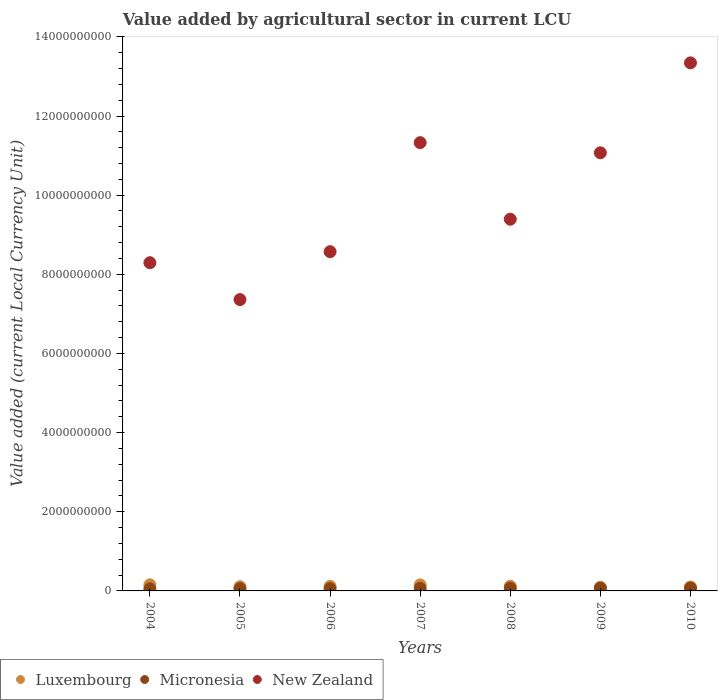 Value added by agricultural sector in current LCU
Value added (current Local Currency Unit)
14000000000
12000000000
10000000000
8000000000
6000000000
4000000000
2000000000
0
2004
2005
2006
2007
2008
2009
2010
Years
Luxembourg
Micronesia
New Zealand